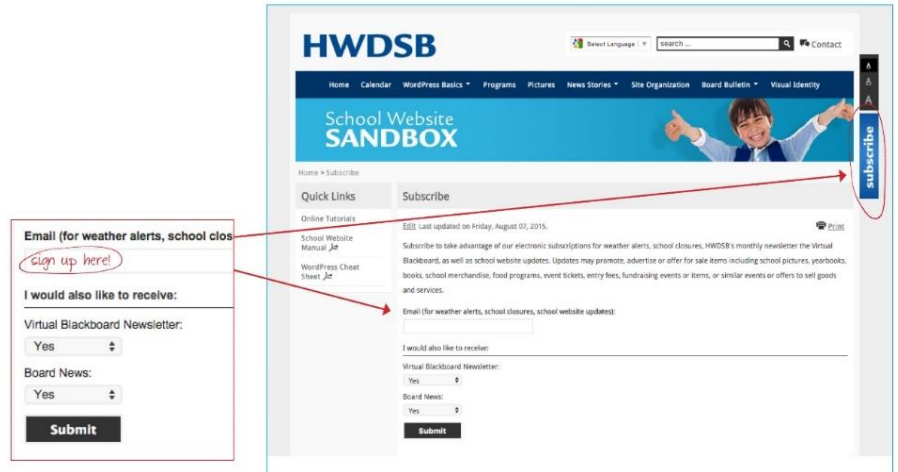 HWDSB
Select Language
search ...
Contact
A
A
A
Home Calendar WordPress Basics Programs Pictures News Stories Site Organization Board Bulletin Visual Identity
School Website
SANDBOX
subscribe
Home > Subscribe
Quick Links
Online Tutorials
School Website
Manual
WordPress Cheat
Sheet
Subscribe
Edit Last updated on Friday, August 07, 2015.
Print
Subscribe to take advantage of our electronic subscriptions for weather alerts, school closures, HWDSB's monthly newsletter the Virtual
Blackboard, as well as school website updates. Updates may promote, advertise or offer for sale items including school pictures, yearbooks,
books, school merchandise, food programs, event tickets, entry fees, fundraising events or items, or similar events or offers to sell goods
and services.
Email (for weather alerts, school closures, school website updates):
I would also like to receive:
Virtual Blackboard Newsletter:
Yes
Board News:
Yes
Submit
Email (for weather alerts, school clos
sign up here!
I would also like to receive:
Virtual Blackboard Newsletter:
Yes
Board News:
Yes
Submit